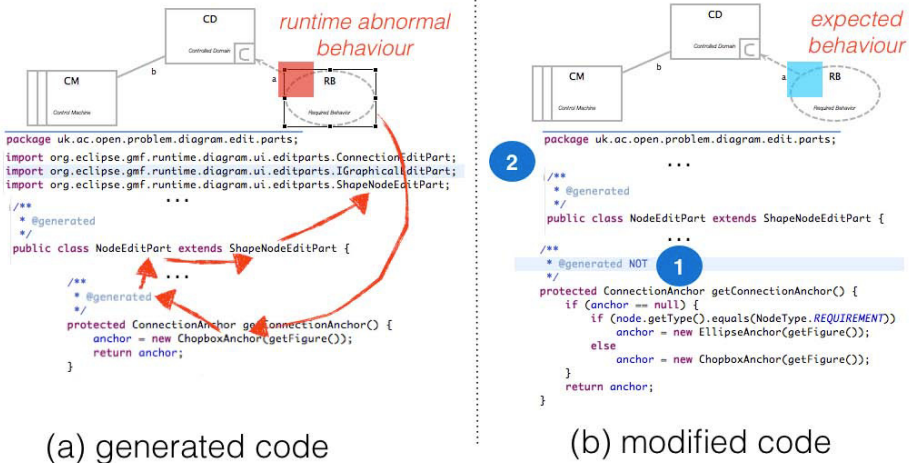 CD
Controlled Domain
C
runtime abnormal
behaviour
b
a
CM
Control Machine
RB
Required Behavior
package uk.ac.open.problem.diagram.edit.parts;
import org.eclipse.gmf.runtime.diagram.ui.editparts.ConnectionEditPart;
import org.eclipse.gmf.runtime.diagram.ui.editparts.IGraphicalEditPart;
import org.eclipse.gmf.runtime.diagram.ui.editparts.ShapeNodeEditPart;
...
/**
* @generated
*/
public class NodeEditPart extends ShapeNodeEditPart {
...
/**
* @generated
*/
protected ConnectionAnchor getConnectionAnchor() {
anchor = new ChopboxAnchor(getFigure());
return anchor;
}
(a) generated code
CD
Controlled Domain
C
expected
behaviour
b
a
CM
Control Machine
RB
Required Behavior
package uk.ac.open.problem.diagram.edit.parts;
...
2
/**
* @generated
*/
public class NodeEditPart extends ShapeNodeEditPart {
...
/**
* @generated NOT
1
*/
protected ConnectionAnchor getConnectionAnchor() {
if (anchor == null) {
if (node.getType().equals(NodeType.REQUIREMENT))
anchor = new EllipseAnchor(getFigure());
else
anchor = new ChopboxAnchor(getFigure());
}
return anchor;
}
(b) modified code